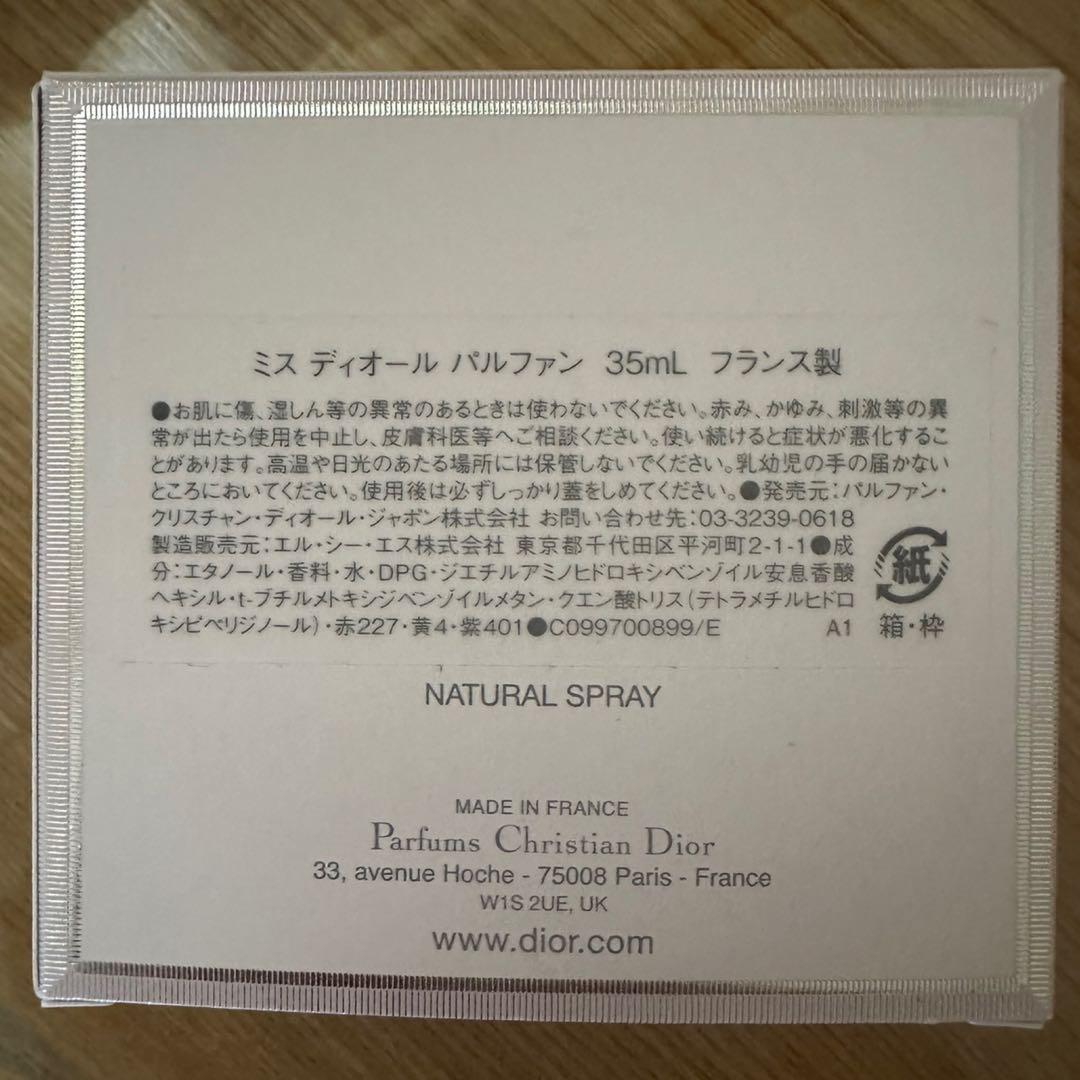 ミス ディオール パルファン 35mL フランス製
●お肌に傷、湿しん等の異常のあるときは使わないでください。赤み、かゆみ、刺激等の異
常が出たら使用を中止し、皮膚科医等へご相談ください。使い続けると症状が悪化するこ
とがあります。高温や日光のあたる場所には保管しないでください。乳幼児の手の届かない
ところにおいてください。使用後は必ずしっかり蓋をしめてください。●発売元：パルファン・
クリスチャン・ディオール・ジャポン株式会社 お問い合わせ先：03-3239-0618
製造販売元：エル・シー・エス株式会社 東京都千代田区平河町2-1-1●成
分：エタノール・香料・水・DPG・ジエチルアミノヒドロキシベンゾイル安息香酸
ヘキシル・t-ブチルメトキシジベンゾイルメタン・クエン酸トリス（テトラメチルヒドロ
キシピペリジノール）・赤227・黄4・紫401●C099700899/E A1
紙
箱・枠
NATURAL SPRAY
MADE IN FRANCE
Parfums Christian Dior
33, avenue Hoche - 75008 Paris - France
W1S 2UE, UK
www.dior.com